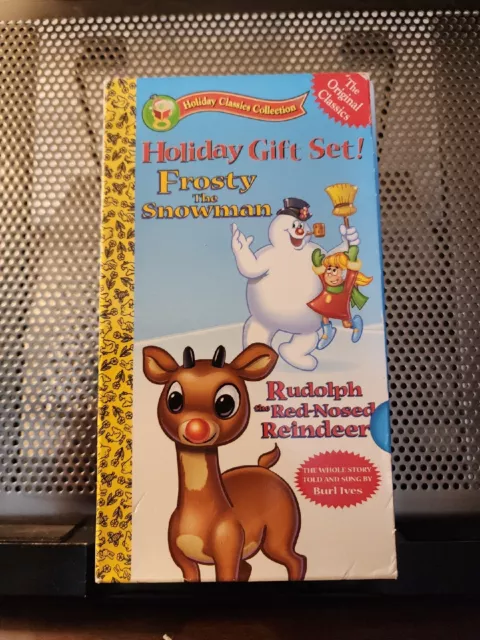 Holiday Classics Collection
The
Original
Classics
Holiday Gift Set!
Frosty
The
Snowman
Rudolph
the Red-Nosed
Reindeer
THE WHOLE STORY
TOLD AND SUNG BY
Burl Ives